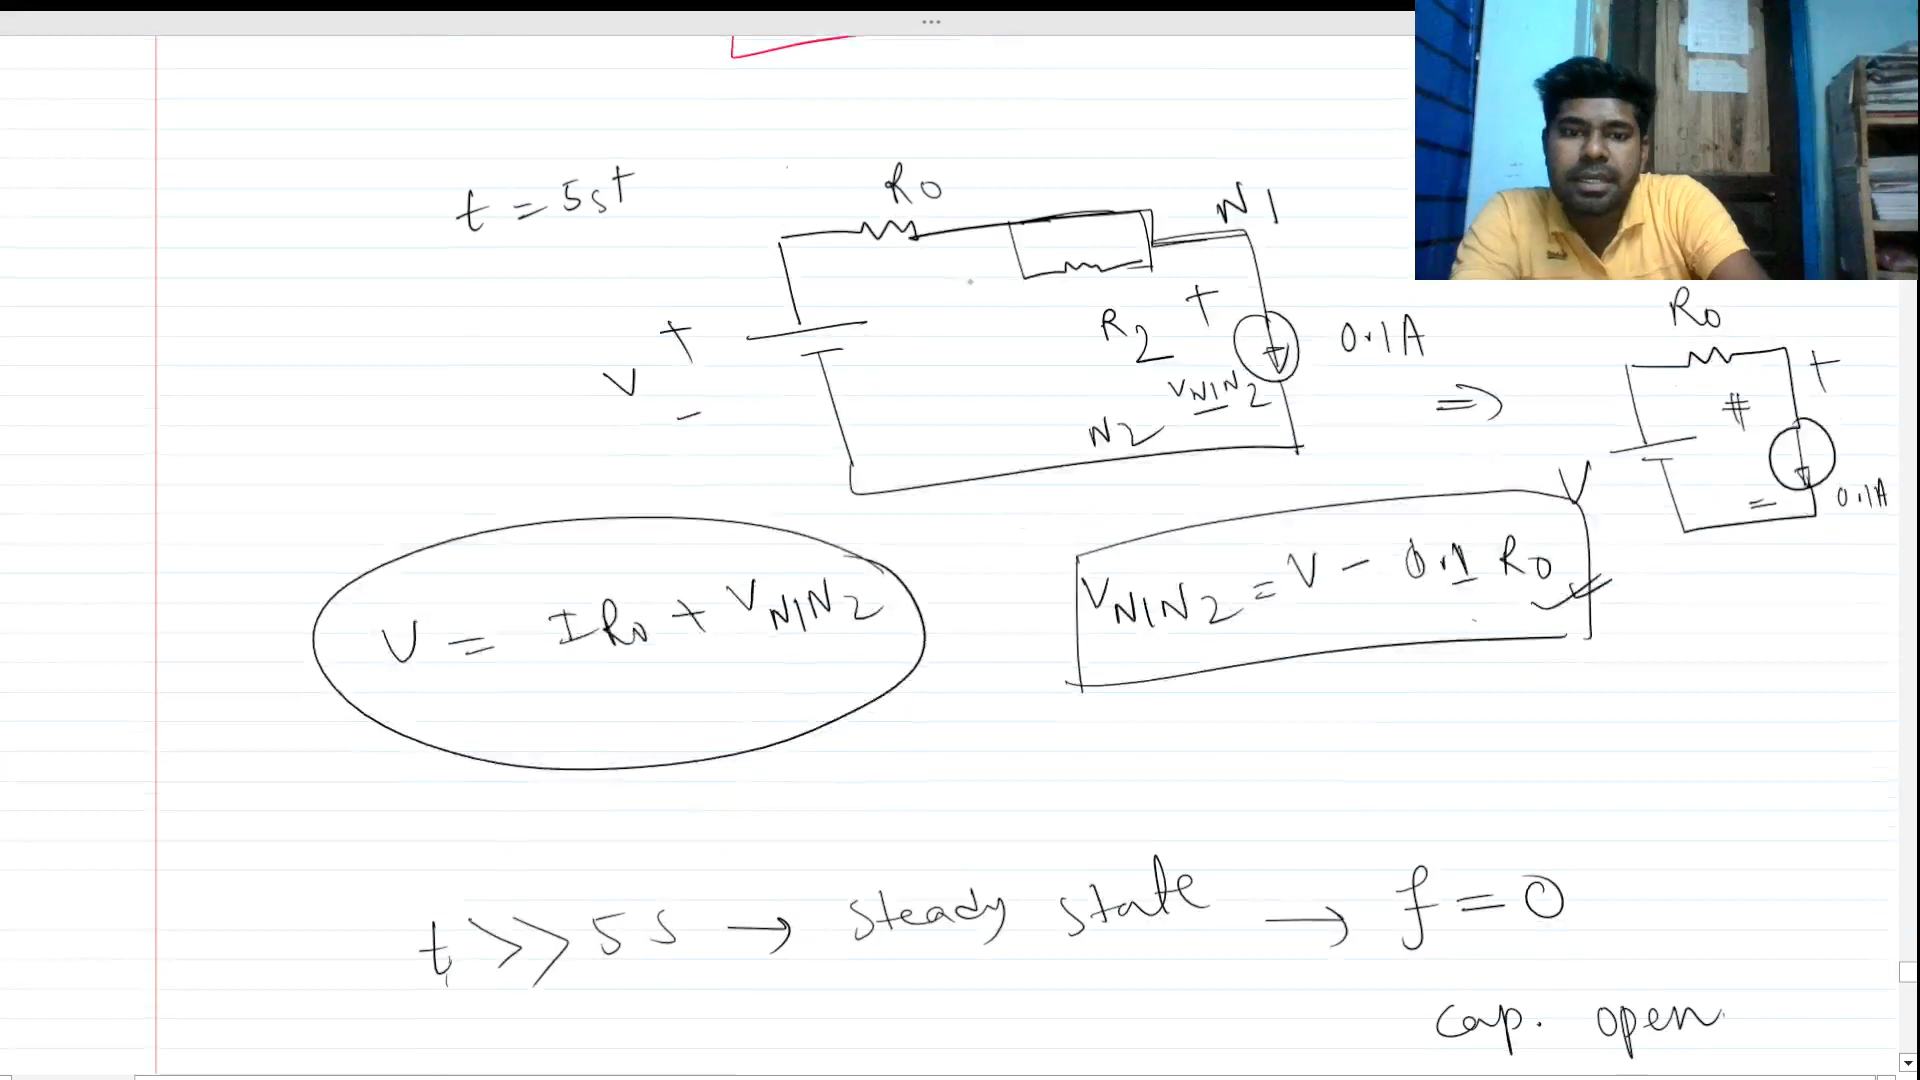 t = 5s+
R0
N1
+
V
-
+
R2
VN1N2
-
N2
0.1A
=>
R0
+
#
V
=
0.1A
V = IR0 + VN1N2
VN1N2 = V - 0.1 R0
t >> 5s → steady state → f = 0
cap. open